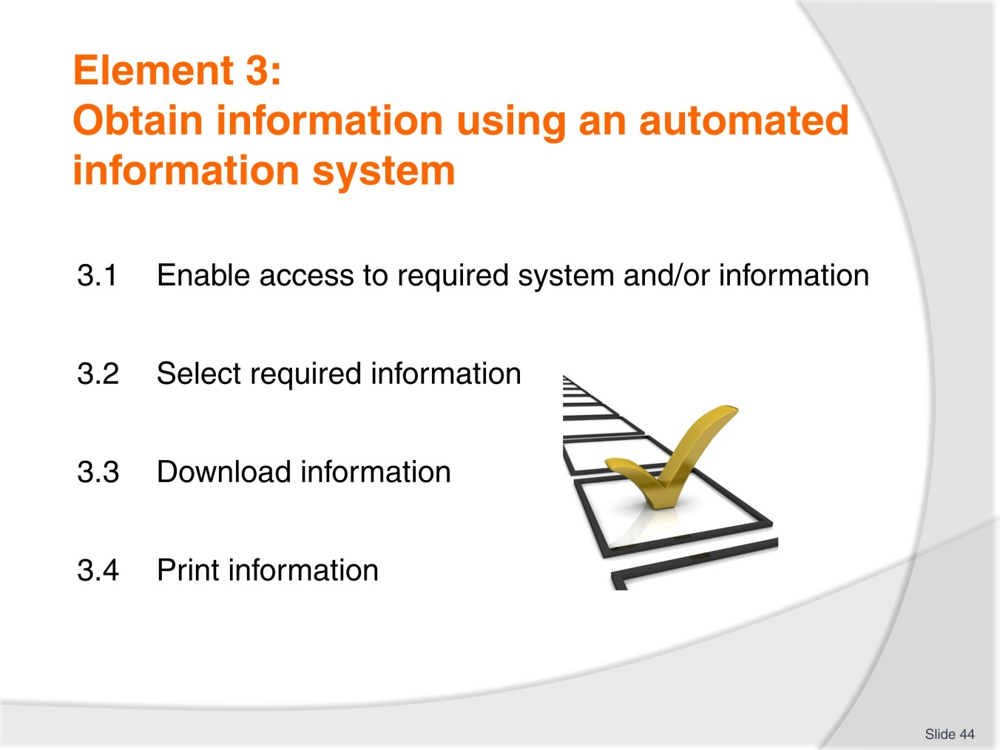 Element 3:
Obtain information using an automated
information system
3.1 Enable access to required system and/or information
3.2 Select required information
3.3 Download information
3.4 Print information
Slide 44